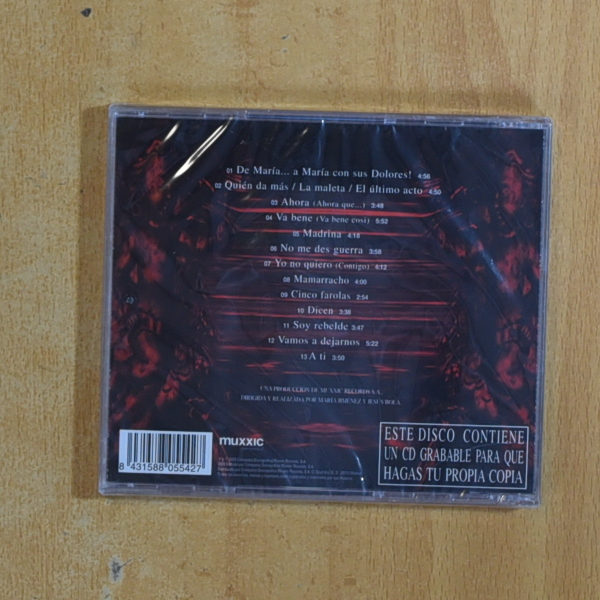 01 De María... a María con sus Dolores! 4:56
02 Quién da más / La maleta / El último acto 4:50
03 Ahora (Ahora que...) 3:48
04 Va bene (Va bene così) 5:52
05 Madrina 4:18
06 No me des guerra 3:58
07 Yo no quiero (Contigo) 4:12
08 Mamarracho 4:00
09 Cinco farolas 2:54
10 Dicen 3:38
11 Soy rebelde 3:47
12 Vamos a dejarnos 5:22
13 A ti 3:50
UNA PRODUCCIÓN DE MUXXIC RECORDS S.A.
DIRIGIDA Y REALIZADA POR MARÍA JIMÉNEZ Y JESÚS BOLA.
muxxic
8 431588 055427
ESTE DISCO CONTIENE
UN CD GRABABLE PARA QUE
HAGAS TU PROPIA COPIA